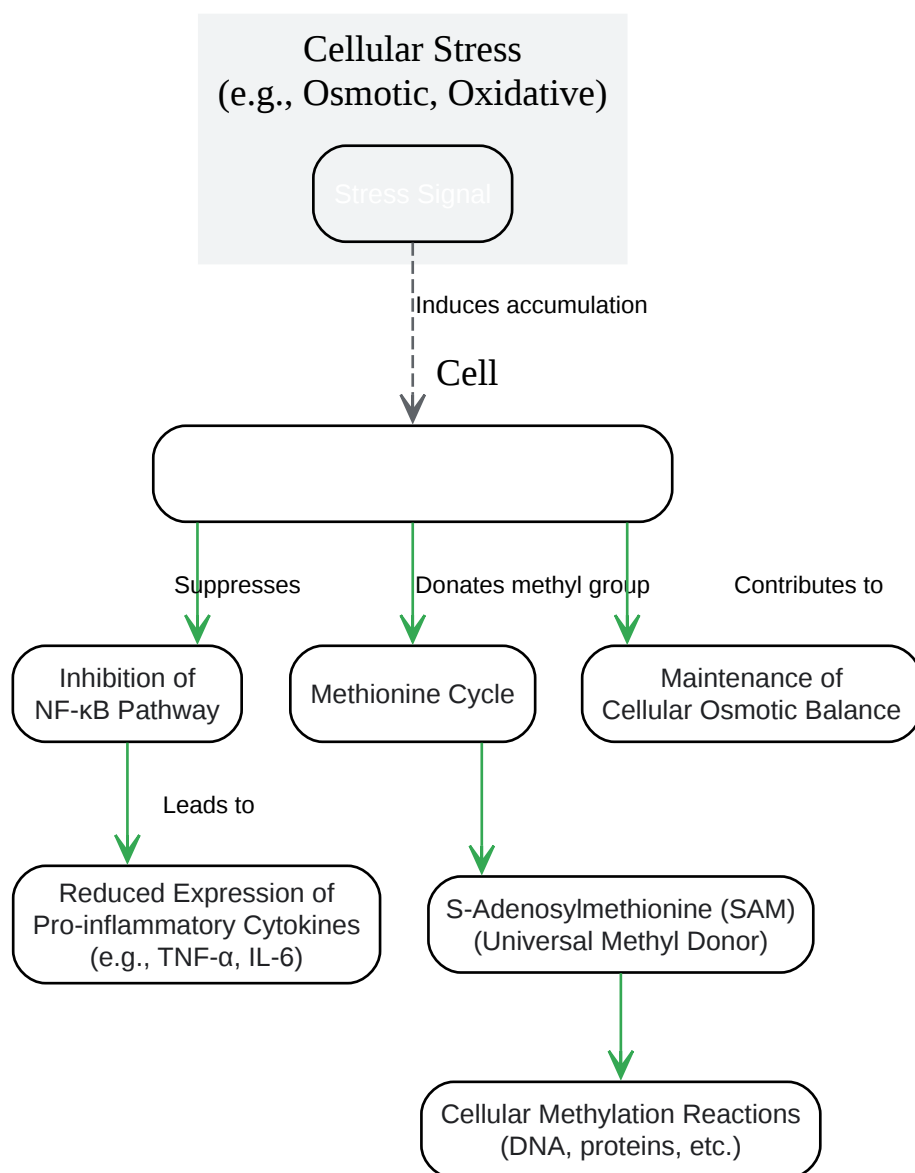 Cellular Stress
(e.g., Osmotic, Oxidative)
Stress Signal
Induces accumulation
Cell
Suppresses
Donates methyl group
Contributes to
Inhibition of
NF-κB Pathway
Methionine Cycle
Maintenance of
Cellular Osmotic Balance
Leads to
Reduced Expression of
Pro-inflammatory Cytokines
(e.g., TNF-α, IL-6)
S-Adenosylmethionine (SAM)
(Universal Methyl Donor)
Cellular Methylation Reactions
(DNA, proteins, etc.)